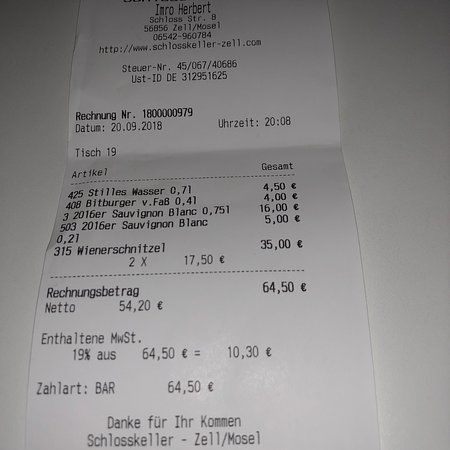 Imro Herbert
Schloss Str. 8
56856 Zell/Mosel
06542-960784
http://www.schlosskeller-zell.com
Steuer-Nr. 45/067/40686
Ust-ID DE 312951625
Rechnung Nr. 1800000979
Datum: 20.09.2018 Uhrzeit: 20:08
Tisch 19
Artikel Gesamt
425 Stilles Wasser 0,7l 4,50 €
408 Bitburger v.Faß 0,4l 4,00 €
3 2016er Sauvignon Blanc 0,75l 16,00 €
503 2016er Sauvignon Blanc 5,00 €
0,2l
315 Wienerschnitzel 35,00 €
2 X 17,50 €
Rechnungsbetrag 64,50 €
Netto 54,20 €
Enthaltene MwSt.
19% aus 64,50 € = 10,30 €
Zahlart: BAR 64,50 €
Danke für Ihr Kommen
Schlosskeller - Zell/Mosel